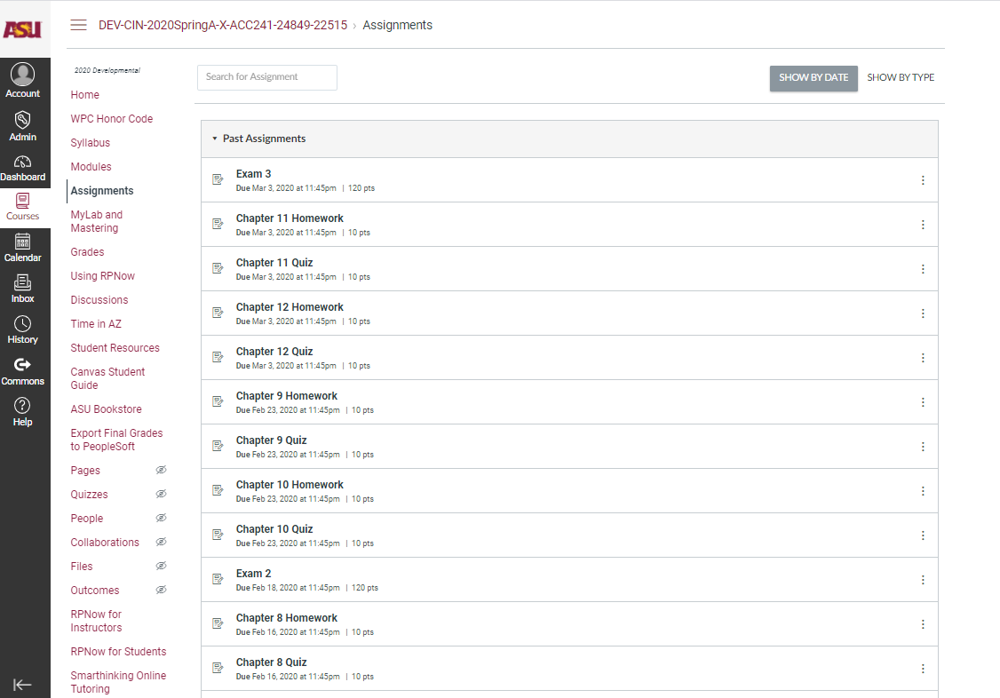 ASU
Account
Admin
Dashboard
Courses
Calendar
Inbox
History
Commons
Help
DEV-CIN-2020SpringA-X-ACC241-24849-22515 › Assignments
2020 Developmental
Home
WPC Honor Code
Syllabus
Modules
Assignments
MyLab and
Mastering
Grades
Using RPNow
Discussions
Time in AZ
Student Resources
Canvas Student
Guide
ASU Bookstore
Export Final Grades
to PeopleSoft
Pages
Quizzes
People
Collaborations
Files
Outcomes
RPNow for
Instructors
RPNow for Students
Smarthinking Online
Tutoring
Search for Assignment
SHOW BY DATE
SHOW BY TYPE
Past Assignments
Exam 3
Due Mar 3, 2020 at 11:45pm | 120 pts
Chapter 11 Homework
Due Mar 3, 2020 at 11:45pm | 10 pts
Chapter 11 Quiz
Due Mar 3, 2020 at 11:45pm | 10 pts
Chapter 12 Homework
Due Mar 3, 2020 at 11:45pm | 10 pts
Chapter 12 Quiz
Due Mar 3, 2020 at 11:45pm | 10 pts
Chapter 9 Homework
Due Feb 23, 2020 at 11:45pm | 10 pts
Chapter 9 Quiz
Due Feb 23, 2020 at 11:45pm | 10 pts
Chapter 10 Homework
Due Feb 23, 2020 at 11:45pm | 10 pts
Chapter 10 Quiz
Due Feb 23, 2020 at 11:45pm | 10 pts
Exam 2
Due Feb 18, 2020 at 11:45pm | 120 pts
Chapter 8 Homework
Due Feb 16, 2020 at 11:45pm | 10 pts
Chapter 8 Quiz
Due Feb 16, 2020 at 11:45pm | 10 pts